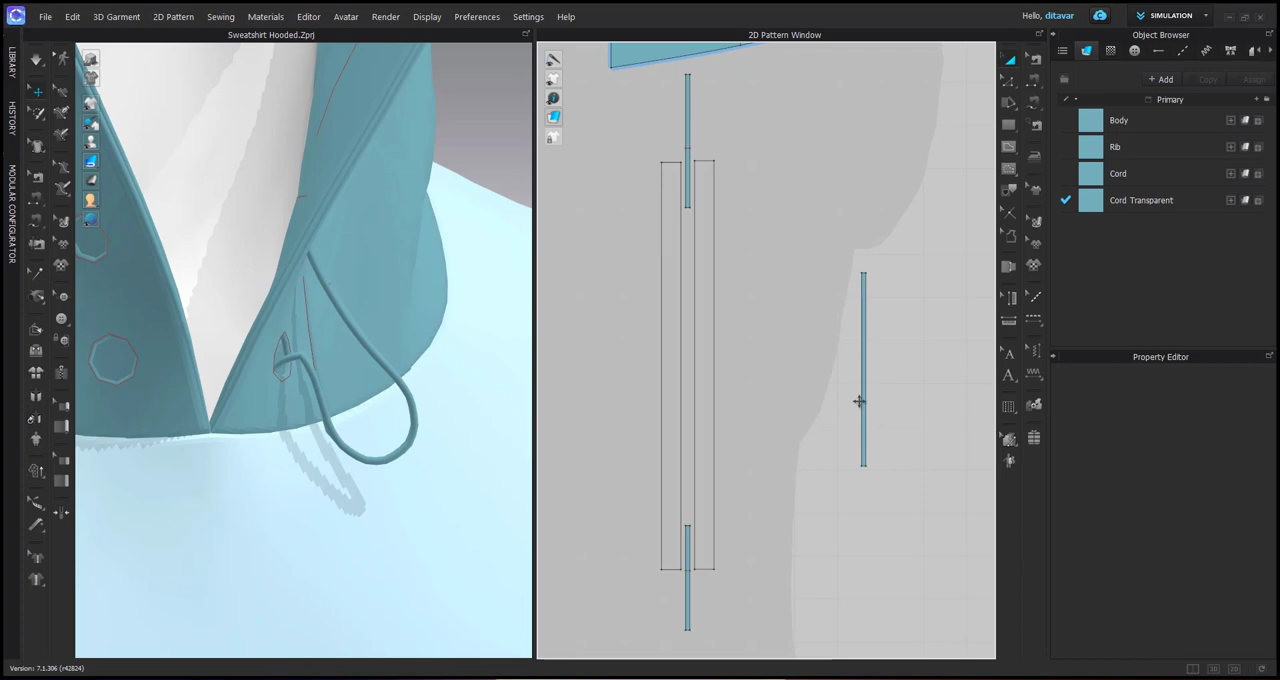 File Edit 3D Garment 2D Pattern Sewing Materials Editor Avatar Render Display Preferences Settings Help
Hello, ditavar
SIMULATION
Sweatshirt Hooded.Zprj
2D Pattern Window
Object Browser
LIBRARY
HISTORY
MODULAR CONFIGURATOR
+ Add Copy Assign
Primary
Body
Rib
Cord
Cord Transparent
Property Editor
Version: 7.1.306 (r42824)
3D 2D